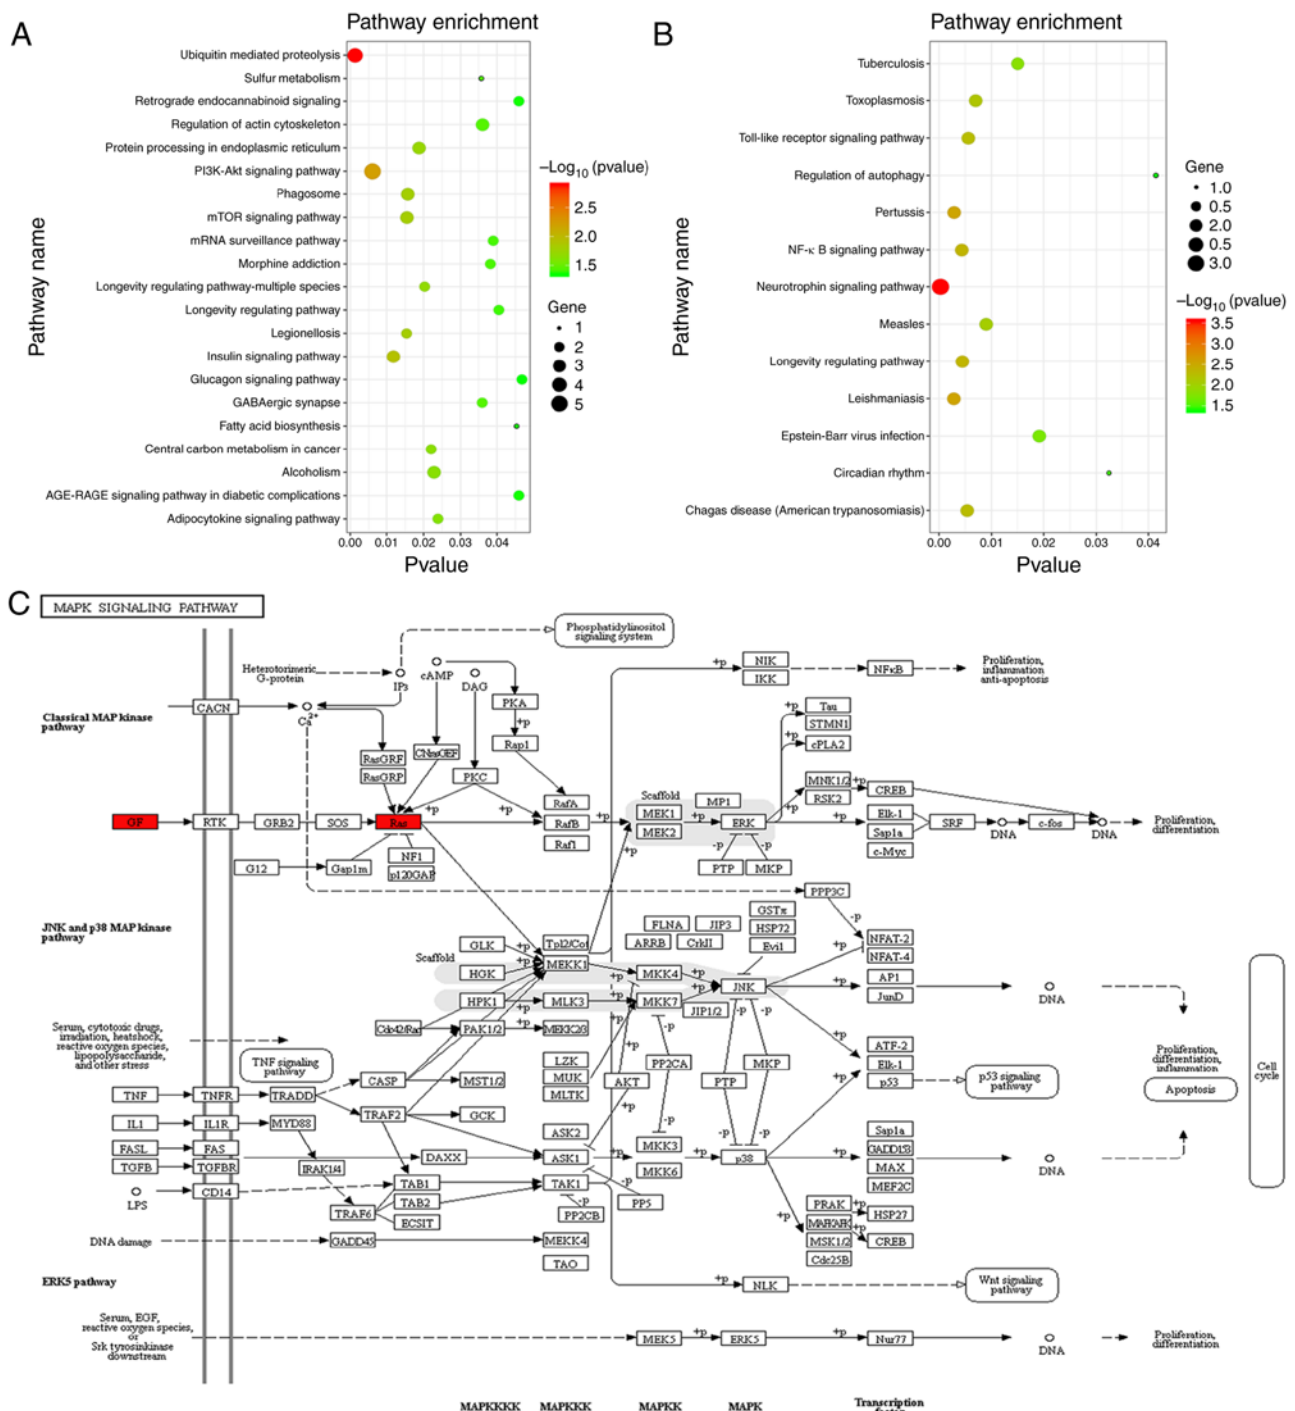 A
Pathway enrichment
Pathway name
Ubiquitin mediated proteolysis
Sulfur metabolism
Retrograde endocannabinoid signaling
Regulation of actin cytoskeleton
Protein processing in endoplasmic reticulum
PI3K-Akt signaling pathway
Phagosome
mTOR signaling pathway
mRNA surveillance pathway
Morphine addiction
Longevity regulating pathway-multiple species
Longevity regulating pathway
Legionellosis
Insulin signaling pathway
Glucagon signaling pathway
GABAergic synapse
Fatty acid biosynthesis
Central carbon metabolism in cancer
Alcoholism
AGE-RAGE signaling pathway in diabetic complications
Adipocytokine signaling pathway
0.00 0.01 0.02 0.03 0.04
Pvalue
–Log10 (pvalue)
2.5
2.0
1.5
Gene
1
2
3
4
5
B
Pathway enrichment
Pathway name
Tuberculosis
Toxoplasmosis
Toll-like receptor signaling pathway
Regulation of autophagy
Pertussis
NF-κ B signaling pathway
Neurotrophin signaling pathway
Measles
Longevity regulating pathway
Leishmaniasis
Epstein-Barr virus infection
Circadian rhythm
Chagas disease (American trypanosomiasis)
0.00 0.01 0.02 0.03 0.04
Pvalue
Gene
1.0
0.5
2.0
0.5
3.0
–Log10 (pvalue)
3.5
3.0
2.5
2.0
1.5
C
MAPK SIGNALING PATHWAY
Phosphatidylinositol
signaling system
Heterotorimeric
G-protein
IP3
cAMP
DAG
+p
NIK
IKK
NFκB
Proliferation,
inflammation
anti-apoptosis
Classical MAP kinase
pathway
CACN
Ca2+
PKA
+p
Rap1
RasGRF
RasGRP
CNrasGEF
PKC
Tau
STMN1
cPLA2
+p
+p
GF
RTK
GRB2
SOS
Ras
+p
+p
RafA
RafB
Raf1
+p
Scaffold
MEK1
MEK2
MP1
+p
ERK
+p
MNK1/2
RSK2
+p
CREB
+p
Elk-1
Sap1a
c-Myc
SRF
DNA
c-fos
DNA
Proliferation,
differentiation
G12
Gap1m
NF1
p120GAP
+p
-p
-p
PTP
MKP
PPP3C
-p
JNK and p38 MAP kinase
pathway
Scaffold
GLK
HGK
HPK1
+p
+p
+p
Tpl2/Cot
MEKK1
MLK3
FLNA
JIP3
ARRB
CrkII
GSTπ
HSP72
Evi1
+p
+p
MKK4
MKK7
+p
+p
JIP1/2
JNK
NFAT-2
NFAT-4
+p
+p
AP1
JunD
DNA
Cdc42/Rac
PAK1/2
+p
MEKK2/3
-p
-p
-p
Serum, cytotoxic drugs,
irradiation, heatshock,
reactive oxygen species,
lipopolysaccharide,
and other stress
TNF signaling
pathway
CASP
MST1/2
LZK
MUK
MLTK
AKT
+p
PP2CA
PTP
MKP
+p
ATF-2
Elk-1
p53
p53 signaling
pathway
Proliferation,
differentiation,
inflammation
Apoptosis
Cell
cycle
TNF
TNFR
TRADD
TRAF2
GCK
IL1
IL1R
MYD88
ASK2
ASK1
-p
-p
-p
FASL
FAS
DAXX
+p
MKK3
MKK6
+p
p38
+p
Sap1a
GADD153
MAX
MEF2C
DNA
TGFB
TGFBR
IRAK1/4
LPS
CD14
TAB1
TAB2
ECSIT
TRAF6
TAK1
-p
PP5
-p
PP2CB
+p
PRAK
MAPKAPK
MSK1/2
Cdc25B
+p
+p
HSP27
CREB
DNA damage
GADD45
MEKK4
TAO
ERK5 pathway
+p
NLK
Wnt signaling
pathway
Serum, EGF,
reactive oxygen species,
or
Srk tyrosinkinase
downstream
MEK5
+p
ERK5
+p
Nur77
DNA
Proliferation,
differentiation
MAPKKKK
MAPKKK
MAPKK
MAPK
Transcription